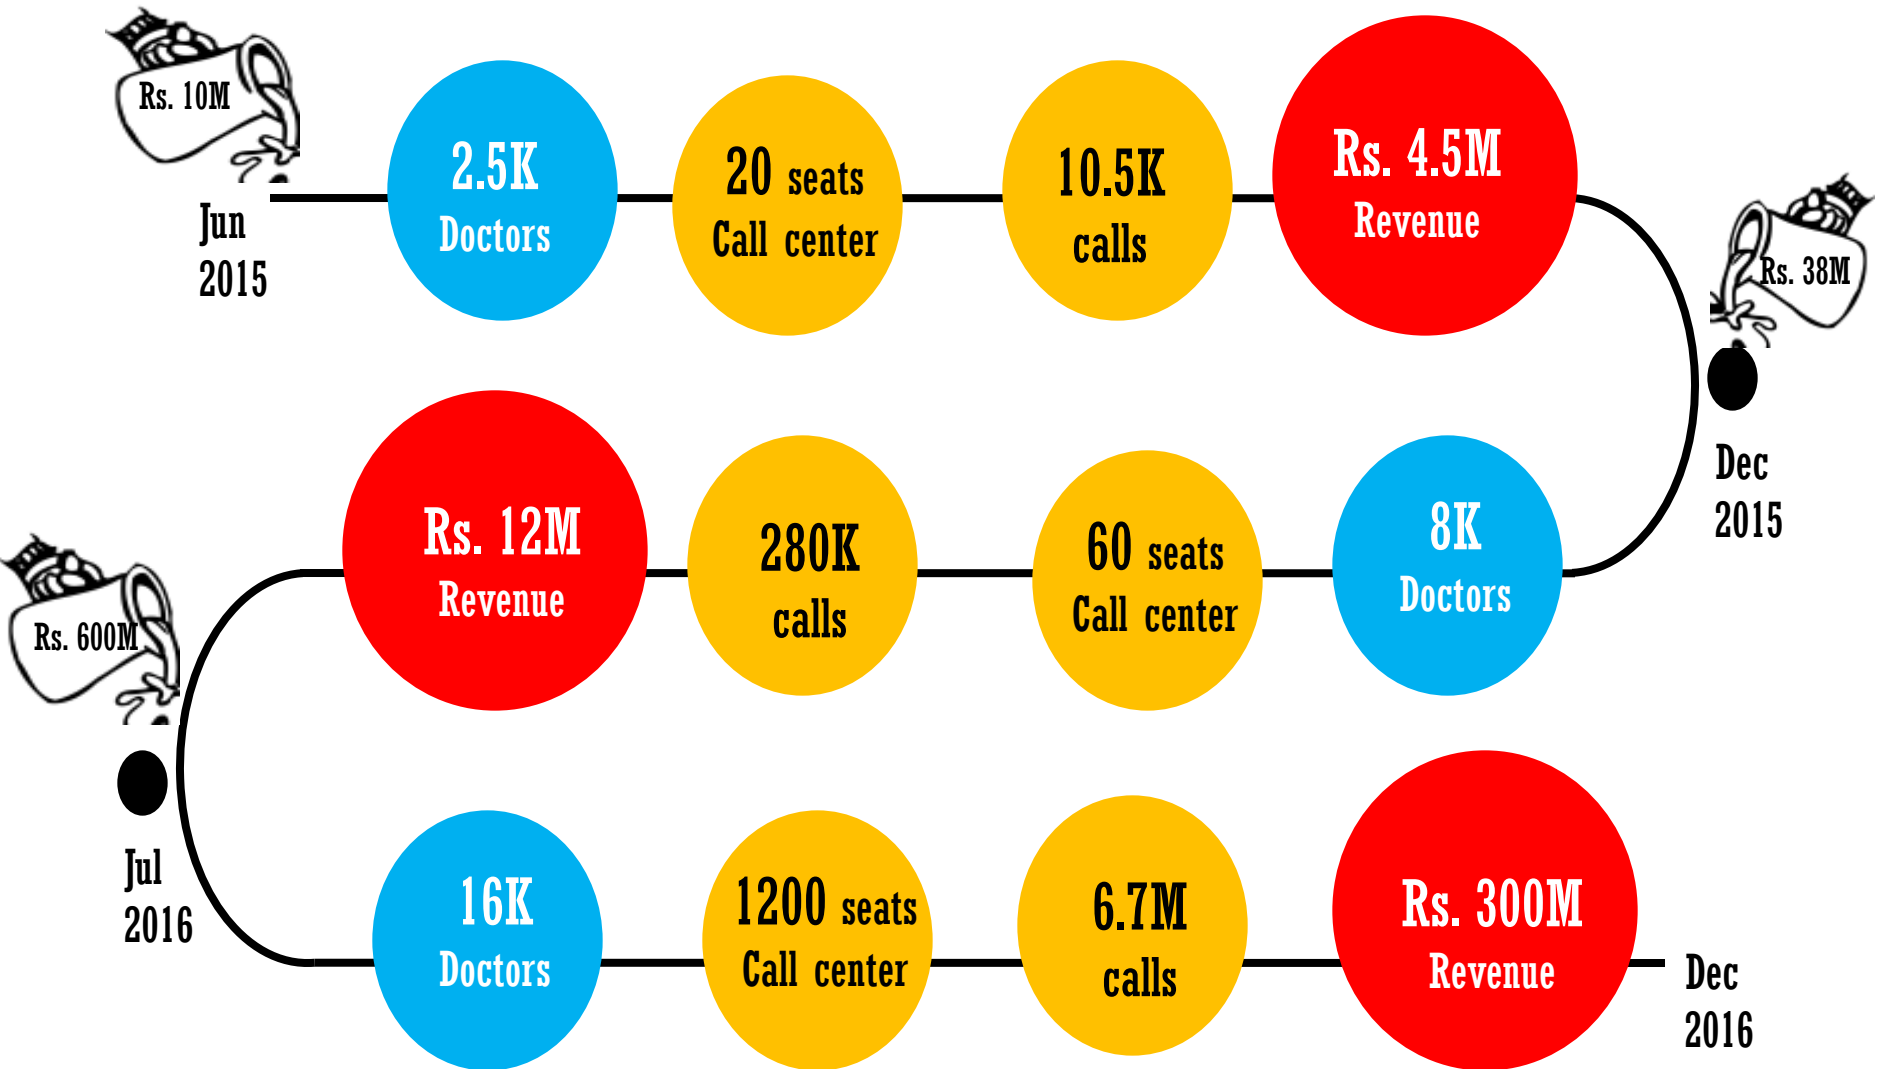 Rs. 10M
Jun
2015
2.5K
Doctors
20 seats
Call center
10.5K
calls
Rs. 4.5M
Revenue
Rs. 38M
Dec
2015
8K
Doctors
60 seats
Call center
280K
calls
Rs. 12M
Revenue
Rs. 600M
Jul
2016
16K
Doctors
1200 seats
Call center
6.7M
calls
Rs. 300M
Revenue
Dec
2016